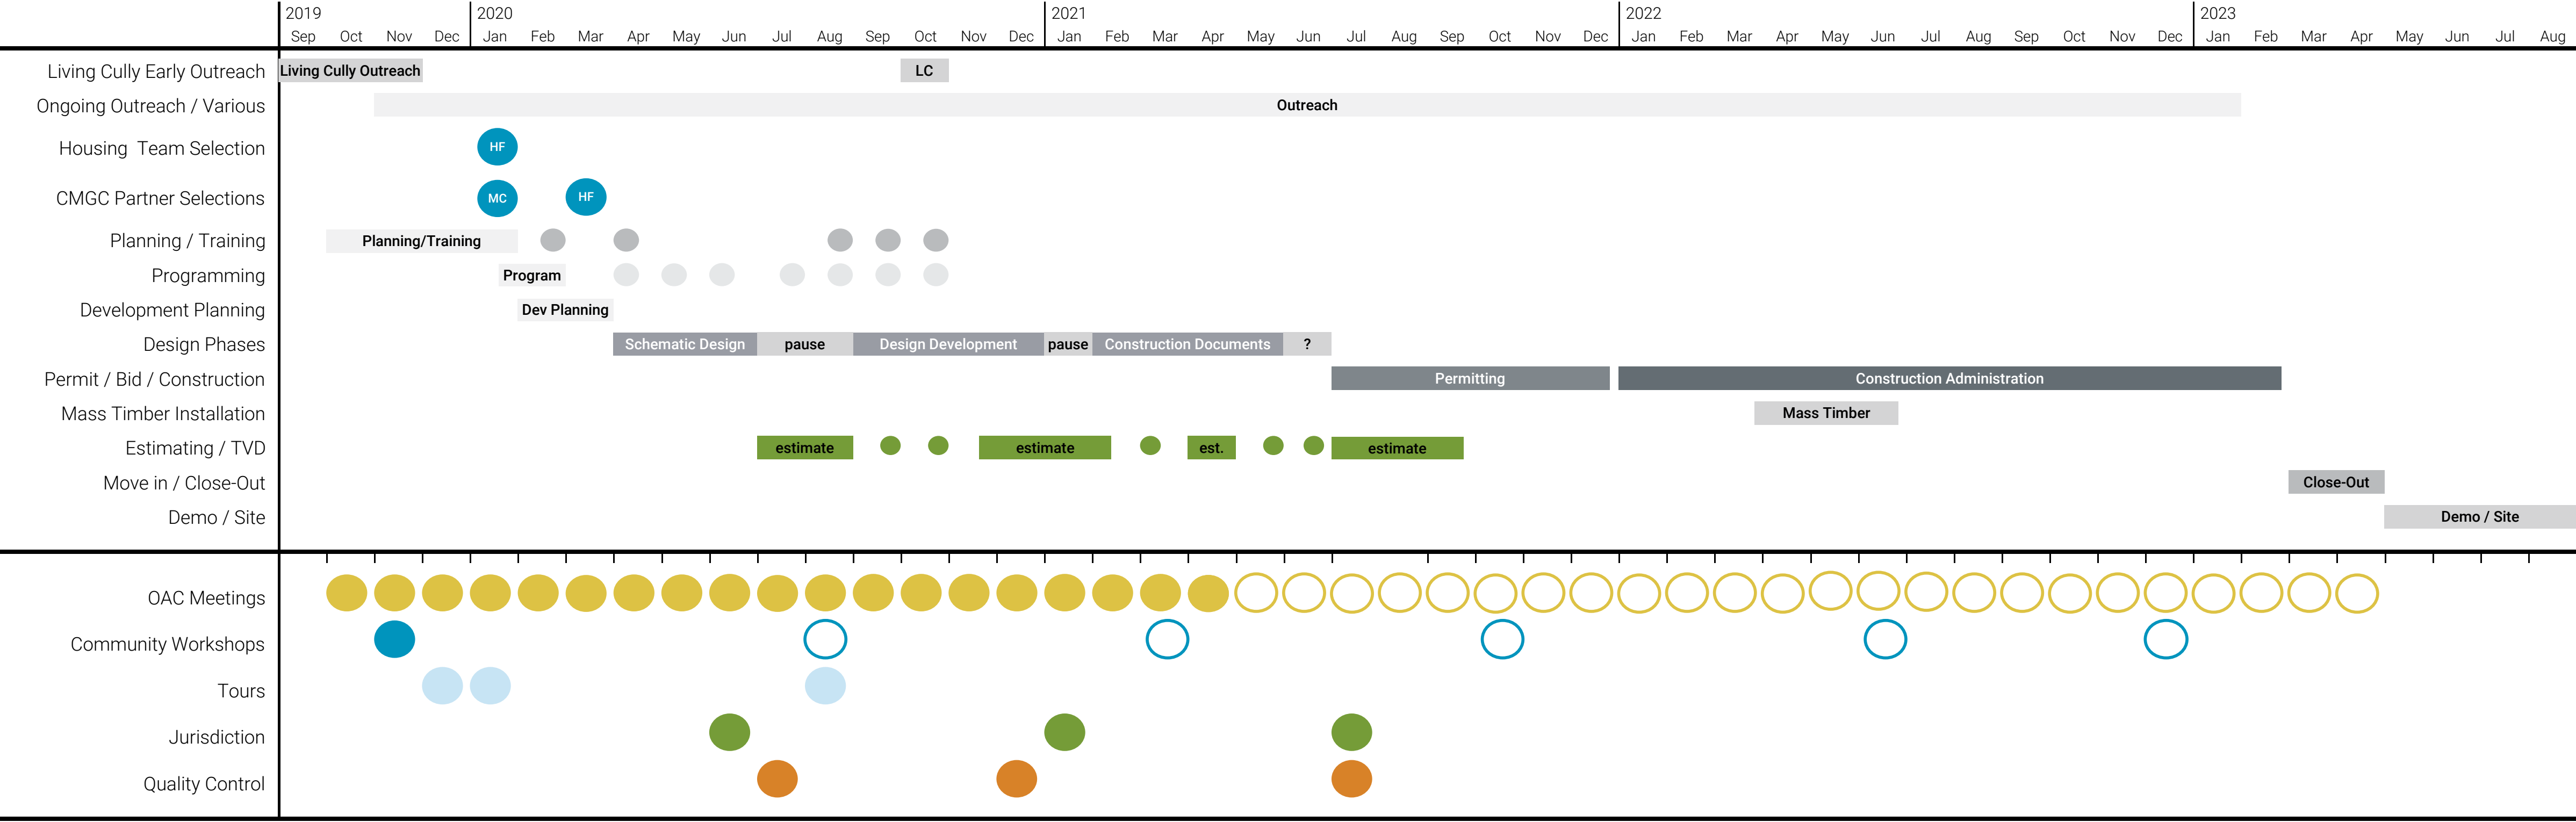 2019 2020 2021 2022 2023
Sep Oct Nov Dec Jan Feb Mar Apr May Jun Jul Aug Sep Oct Nov Dec Jan Feb Mar Apr May Jun Jul Aug Sep Oct Nov Dec Jan Feb Mar Apr May Jun Jul Aug Sep Oct Nov Dec Jan Feb Mar Apr May Jun Jul Aug
Living Cully Early Outreach Living Cully Outreach LC
Ongoing Outreach / Various Outreach
Housing Team Selection HF
CMGC Partner Selections MC HF
Planning / Training Planning/Training
Programming Program
Development Planning Dev Planning
Design Phases Schematic Design pause Design Development pause Construction Documents ?
Permit / Bid / Construction Permitting Construction Administration
Mass Timber Installation Mass Timber
Estimating / TVD estimate estimate est. estimate
Move in / Close-Out Close-Out
Demo / Site Demo / Site
OAC Meetings
Community Workshops
Tours
Jurisdiction
Quality Control